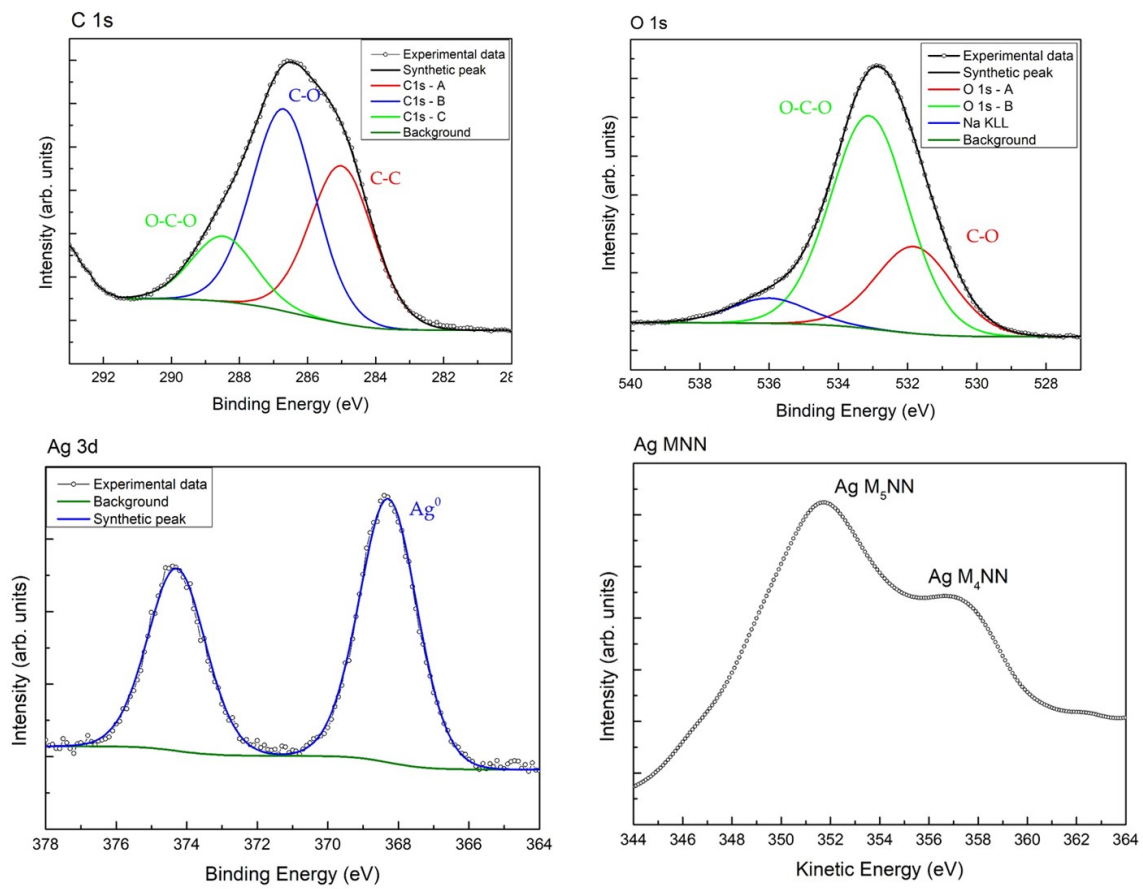 C 1s
Experimental data
Synthetic peak
C1s - A
C1s - B
C1s - C
Background
C-O
C-C
O-C-O
Intensity (arb. units)
292 290 288 286 284 282 28
Binding Energy (eV)
O 1s
Experimental data
Synthetic peak
O 1s - A
O 1s - B
Na KLL
Background
O-C-O
C-O
Intensity (arb. units)
540 538 536 534 532 530 528
Binding Energy (eV)
Ag 3d
Experimental data
Background
Synthetic peak
Ag⁰
Intensity (arb. units)
378 376 374 372 370 368 366 364
Binding Energy (eV)
Ag MNN
Ag M₅NN
Ag M₄NN
Intensity (arb. units)
344 346 348 350 352 354 356 358 360 362 364
Kinetic Energy (eV)